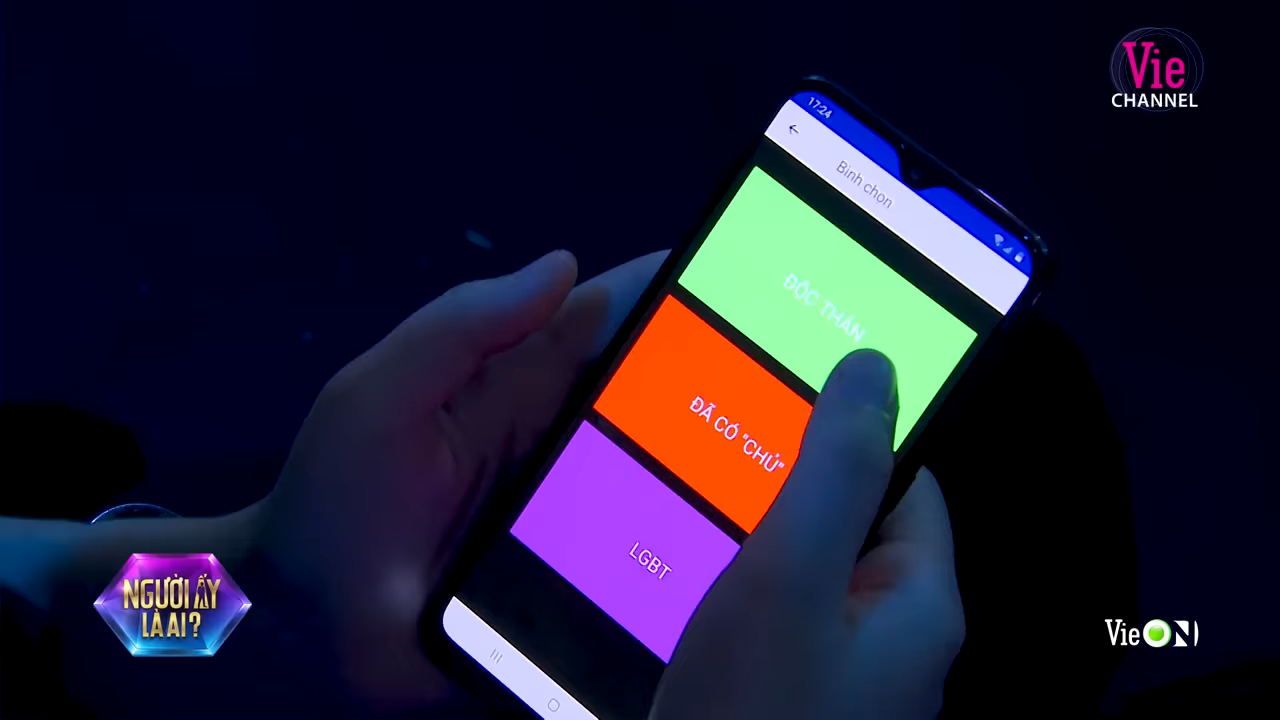 Vie
CHANNEL
17:24
Bình chọn
ĐỘC THÂN
ĐÃ CÓ "CHỦ"
LGBT
NGƯỜI ẤY
LÀ AI?
VieON